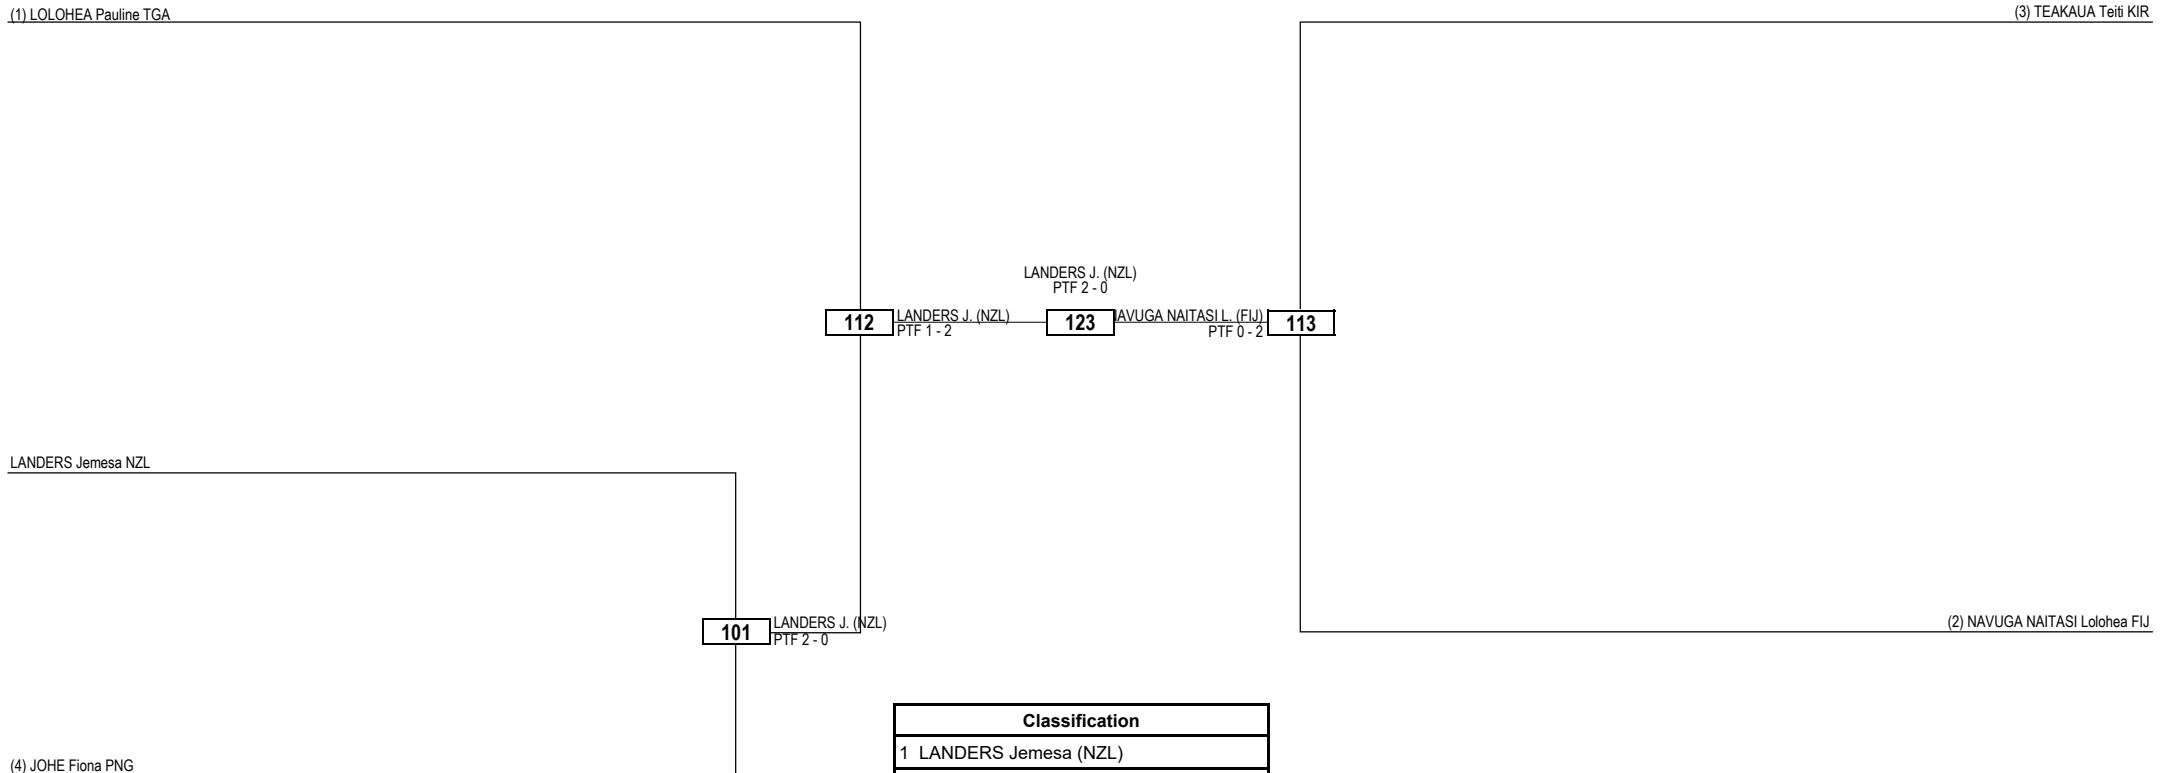 (1) LOLOHEA Pauline TGA
(3) TEAKAUA Teiti KIR
LANDERS J. (NZL)
PTF 2 - 0
112
LANDERS J. (NZL)
PTF 1 - 2
123
NAVUGA NAITASI L. (FIJ)
PTF 0 - 2
113
LANDERS Jemesa NZL
101
LANDERS J. (NZL)
PTF 2 - 0
(2) NAVUGA NAITASI Lolohea FIJ
Classification
1 LANDERS Jemesa (NZL)
(4) JOHE Fiona PNG